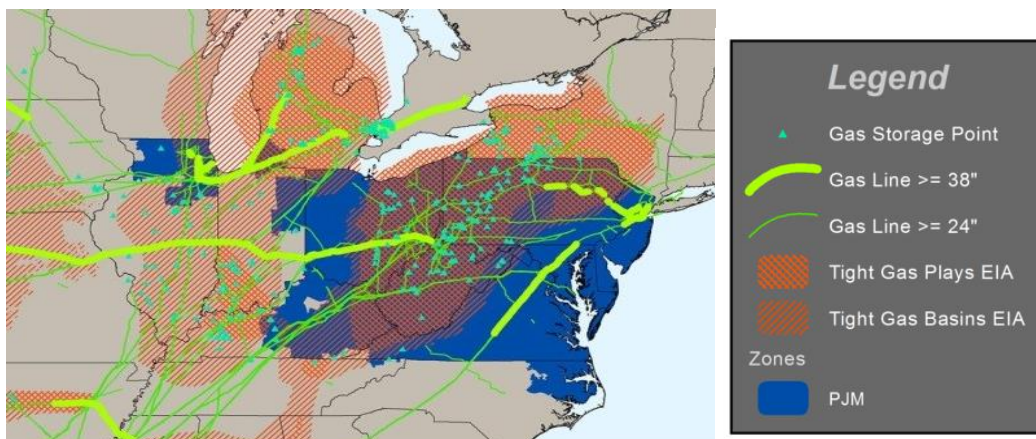 Legend
Gas Storage Point
Gas Line >= 38"
Gas Line >= 24"
Tight Gas Plays EIA
Tight Gas Basins EIA
Zones
PJM